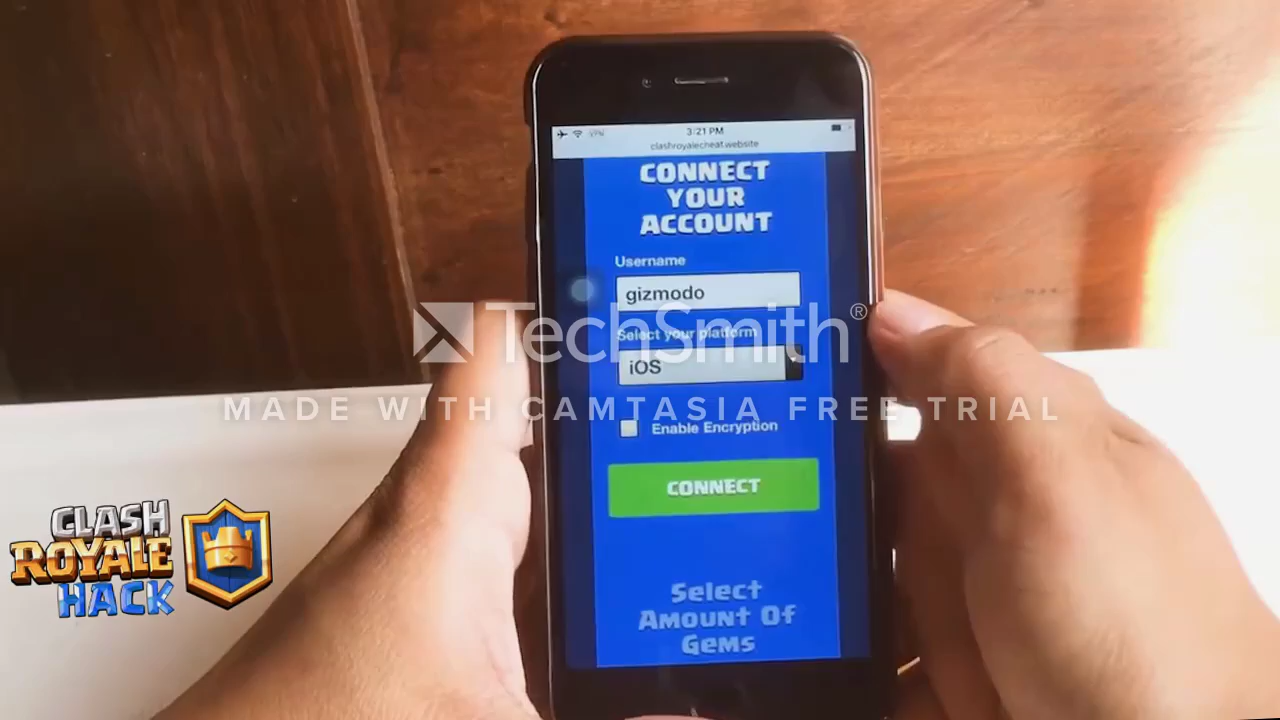 VPN
3:21 PM
clashroyalecheat.website
CONNECT
YOUR
ACCOUNT
Username
gizmodo
Select your platform
iOS
Enable Encryption
CONNECT
Select
Amount Of
Gems
TechSmith®
MADE WITH CAMTASIA FREE TRIAL
CLASH
ROYALE
HACK